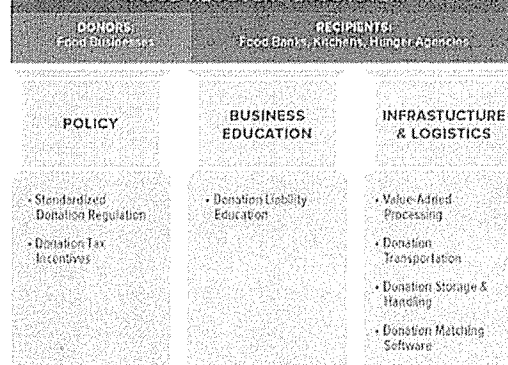 DONORS:
Food Businesses
RECIPIENTS:
Food Banks, Kitchens, Hunger Agencies
POLICY
• Standardized
Donation Regulation
• Donation Tax
Incentives
BUSINESS
EDUCATION
• Donation Liability
Education
INFRASTUCTURE
& LOGISTICS
• Value-Added
Processing
• Donation
Transportation
• Donation Storage &
Handling
• Donation Matching
Software